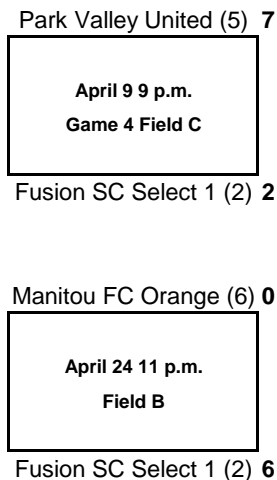 Park Valley United (5) 7
April 9 9 p.m.
Game 4 Field C
Fusion SC Select 1 (2) 2
Manitou FC Orange (6) 0
April 24 11 p.m.
Field B
Fusion SC Select 1 (2) 6